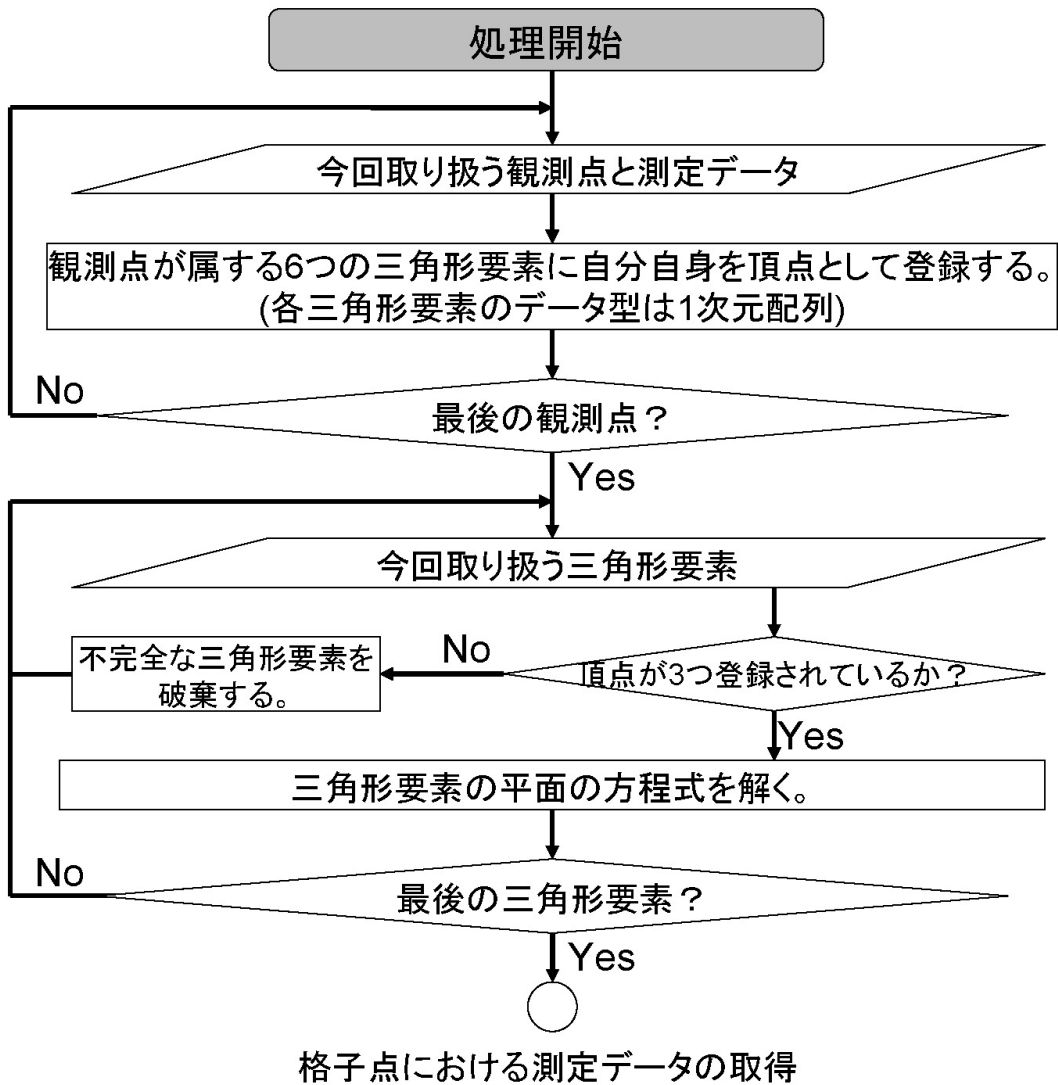 処理開始
今回取り扱う観測点と測定データ
観測点が属する6つの三角形要素に自分自身を頂点として登録する。
(各三角形要素のデータ型は1次元配列)
No
最後の観測点？
Yes
今回取り扱う三角形要素
不完全な三角形要素を
破棄する。
No
頂点が3つ登録されているか？
Yes
三角形要素の平面の方程式を解く。
No
最後の三角形要素？
Yes
格子点における測定データの取得